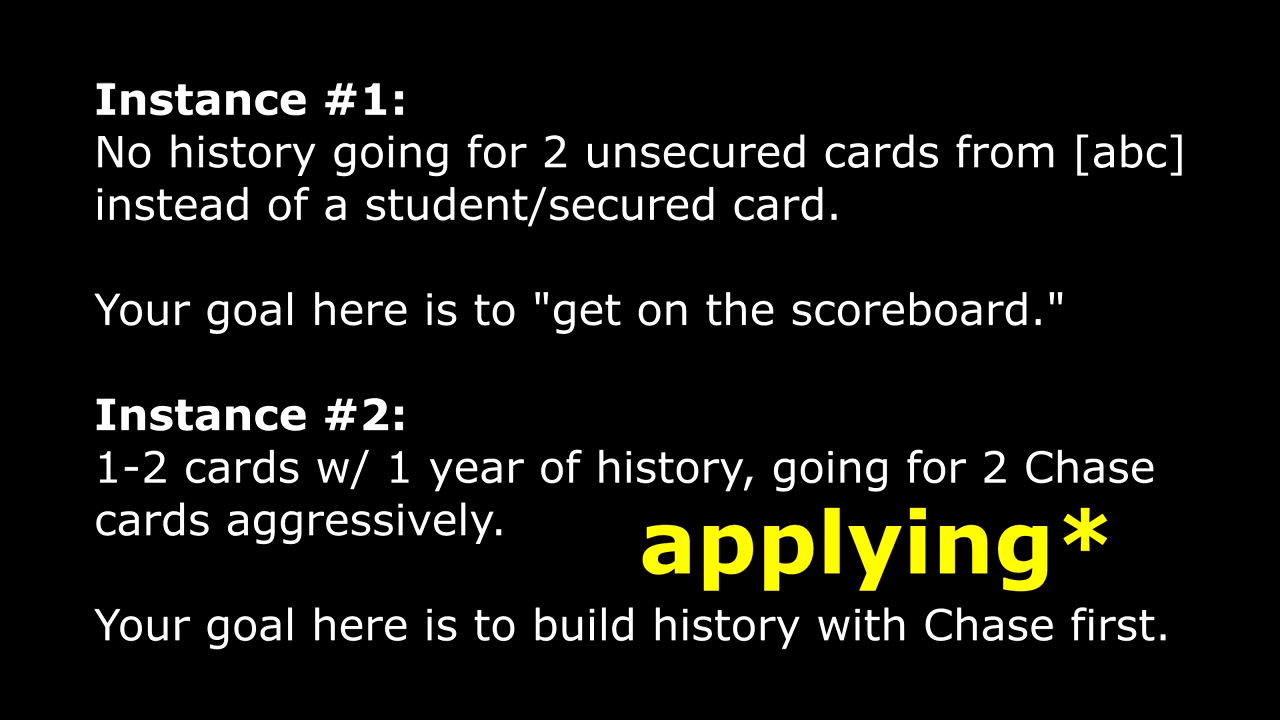 Instance #1:
No history going for 2 unsecured cards from [abc]
instead of a student/secured card.
Your goal here is to "get on the scoreboard."
Instance #2:
1-2 cards w/ 1 year of history, going for 2 Chase
cards aggressively.
applying*
Your goal here is to build history with Chase first.